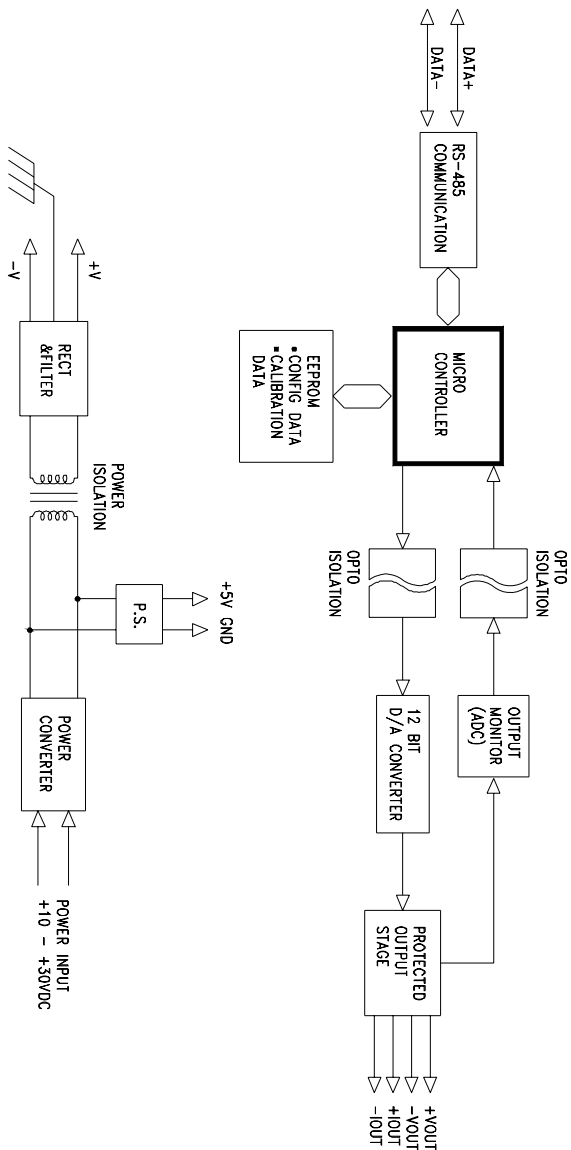 DATA+
DATA-
RS-485
COMMUNICATION
MICRO
CONTROLLER
EEPROM
• CONFIG DATA
▪ CALIBRATION
DATA
OPTO
ISOLATION
OPTO
ISOLATION
OUTPUT
MONITOR
(ADC)
12 BIT
D/A CONVERTER
PROTECTED
OUTPUT
STAGE
+VOUT
-VOUT
+IOUT
-IOUT
+V
-V
RECT
&FILTER
POWER
ISOLATION
+5V GND
P.S.
POWER
CONVERTER
POWER INPUT
+10 - +30VDC